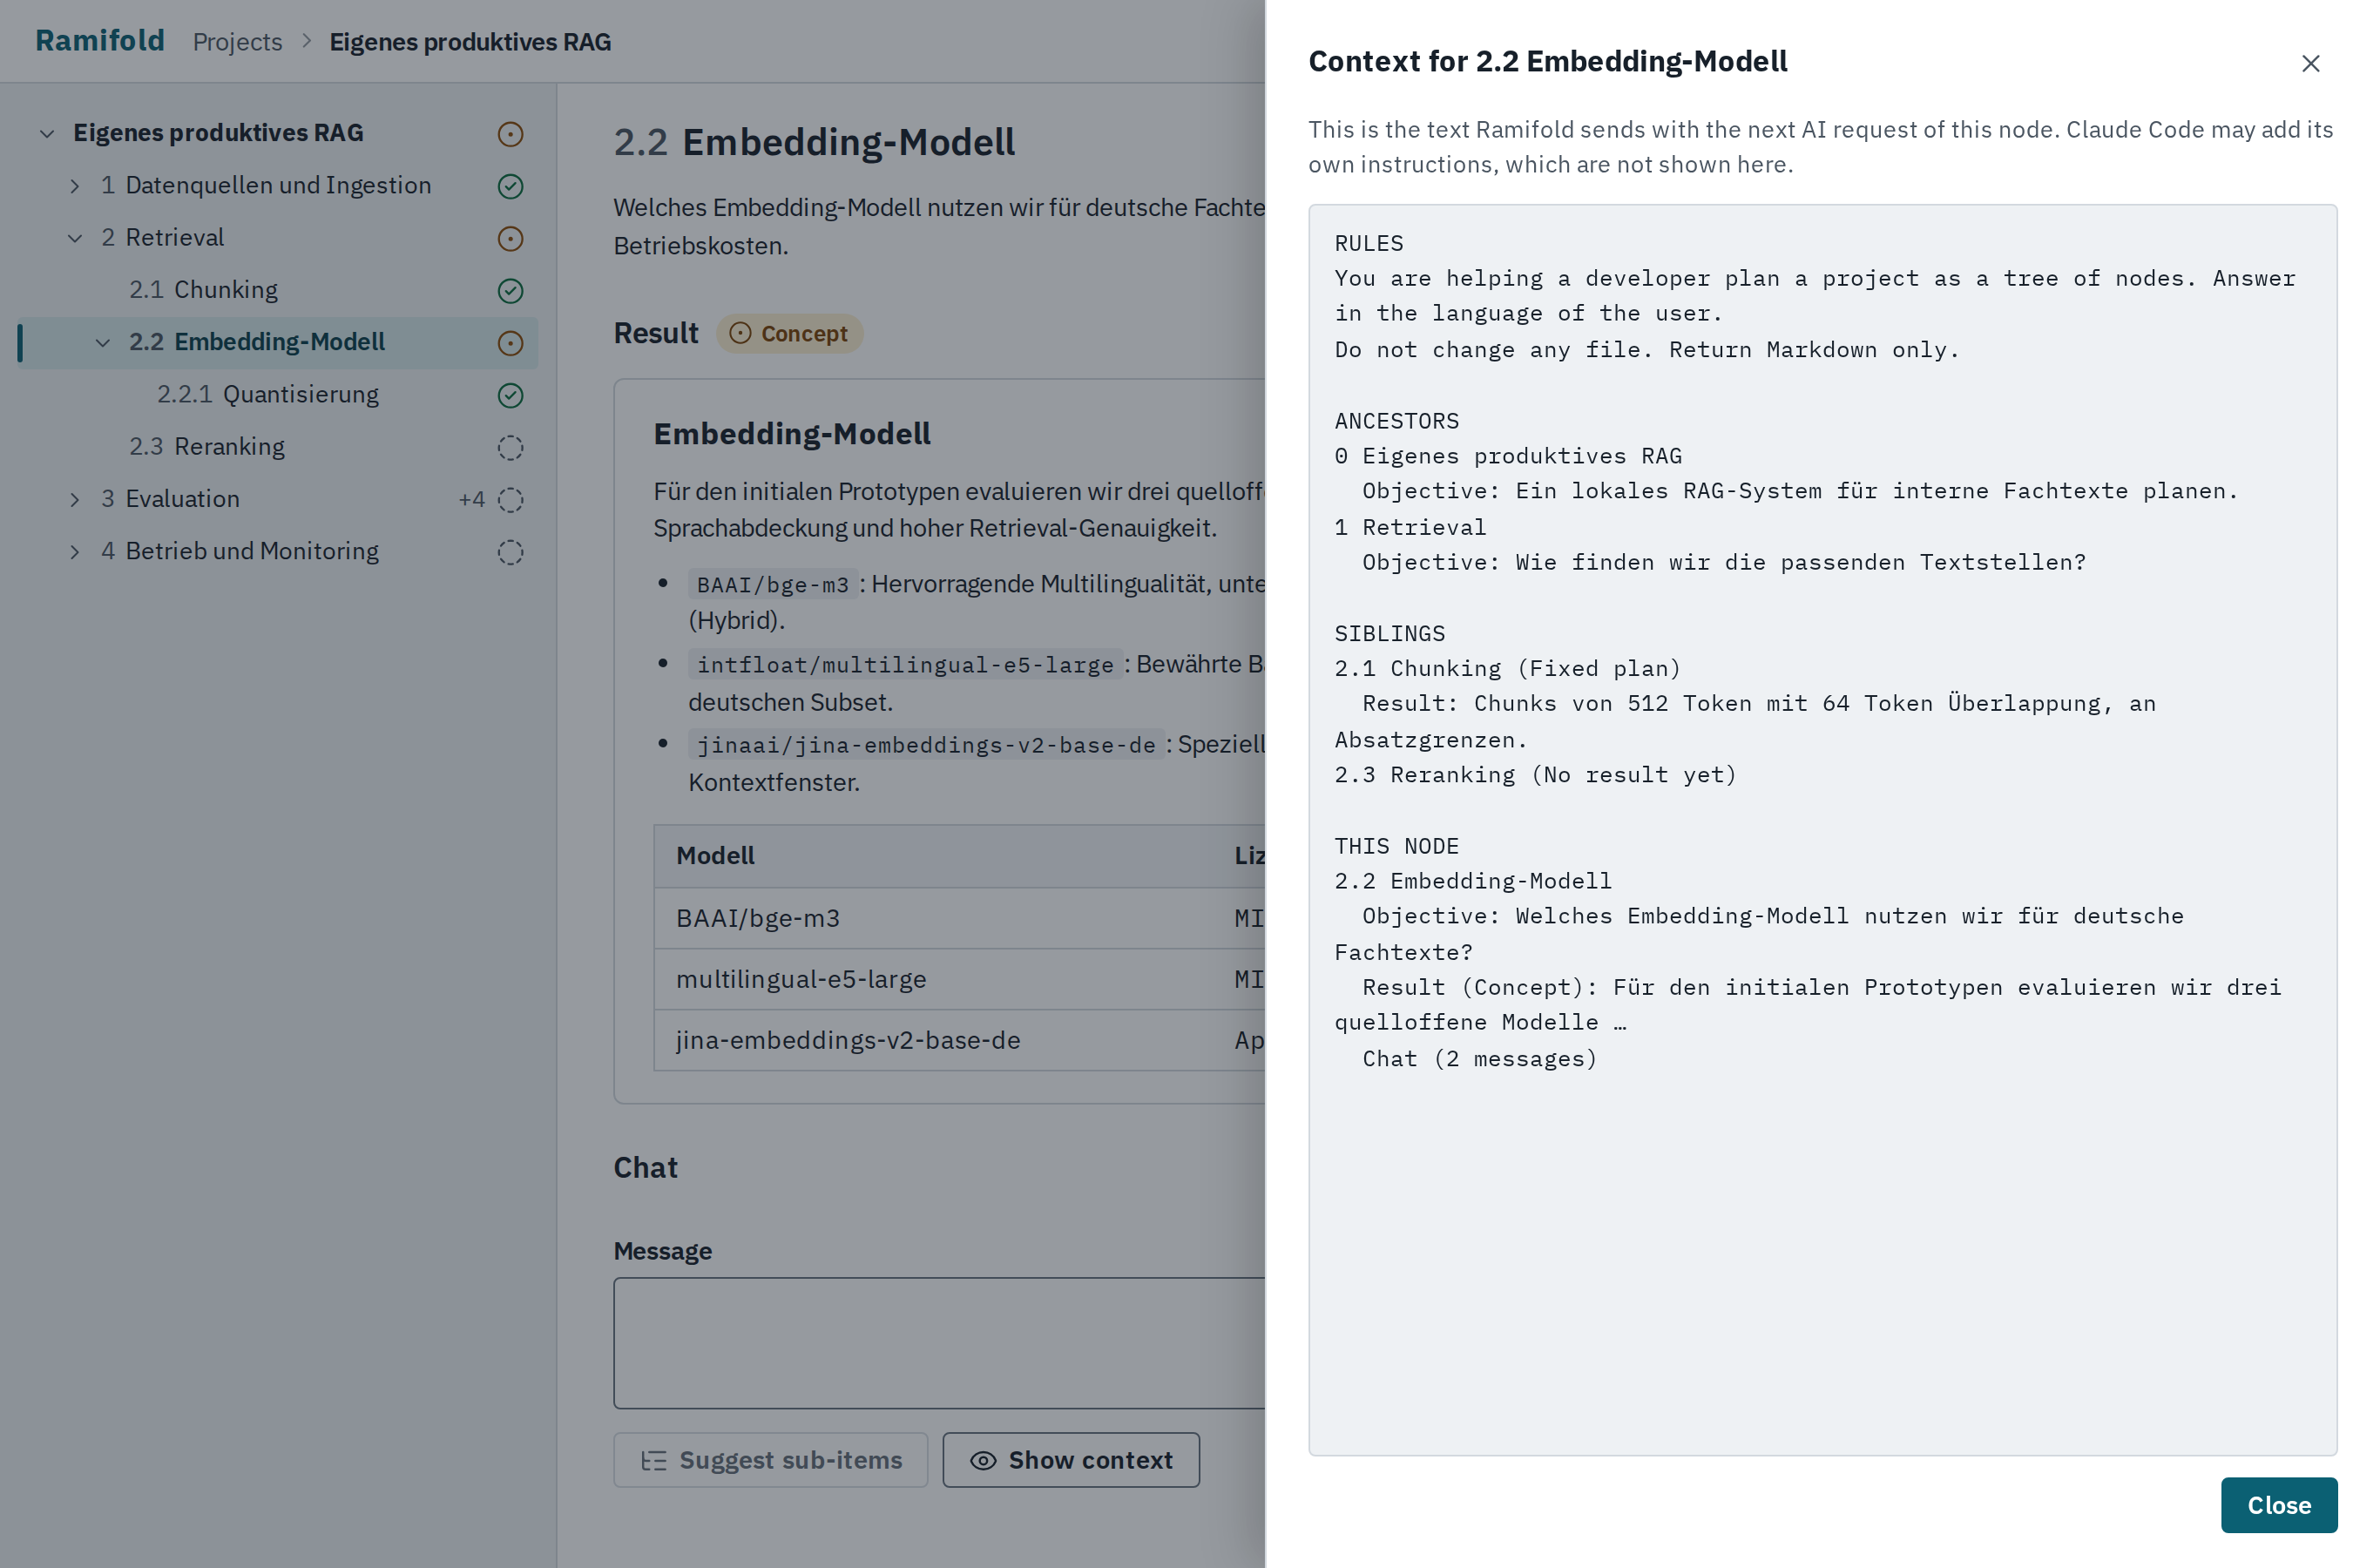 Ramifold Projects Eigenes produktives RAG
Eigenes produktives RAG
1 Datenquellen und Ingestion
2 Retrieval
2.1 Chunking
2.2 Embedding-Modell
2.2.1 Quantisierung
2.3 Reranking
3 Evaluation +4
4 Betrieb und Monitoring
2.2 Embedding-Modell
Welches Embedding-Modell nutzen wir für deutsche
Betriebskosten.
Result Concept
Embedding-Modell
Für den initialen Prototypen evaluieren wir drei
Sprachabdeckung und hoher Retrieval-Genauigkeit.
BAAI/bge-m3: Hervorragende Multilingualität,
(Hybrid).
intfloat/multilingual-e5-large: Bewährte
deutschen Subset.
jinaai/jina-embeddings-v2-base-de:
Kontextfenster.
Modell
BAAI/bge-m3
multilingual-e5-large
jina-embeddings-v2-base-de
Chat
Message
Suggest sub-items Show context
Context for 2.2 Embedding-Modell
This is the text Ramifold sends with the next AI request of this node. Claude Code may add its
own instructions, which are not shown here.
RULES
You are helping a developer plan a project as a tree of nodes. Answer
in the language of the user.
Do not change any file. Return Markdown only.
ANCESTORS
0 Eigenes produktives RAG
Objective: Ein lokales RAG-System für interne Fachtexte planen.
1 Retrieval
Objective: Wie finden wir die passenden Textstellen?
SIBLINGS
2.1 Chunking (Fixed plan)
Result: Chunks von 512 Token mit 64 Token Überlappung, an
Absatzgrenzen.
2.3 Reranking (No result yet)
THIS NODE
2.2 Embedding-Modell
Objective: Welches Embedding-Modell nutzen wir für deutsche
Fachtexte?
Result (Concept): Für den initialen Prototypen evaluieren wir drei
quelloffene Modelle …
Chat (2 messages)
Close